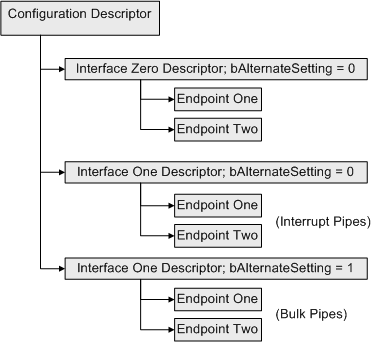 Configuration Descriptor
Interface Zero Descriptor; bAlternateSetting = 0
Endpoint One
Endpoint Two
Interface One Descriptor; bAlternateSetting = 0
Endpoint One
(Interrupt Pipes)
Endpoint Two
Interface One Descriptor; bAlternateSetting = 1
Endpoint One
(Bulk Pipes)
Endpoint Two